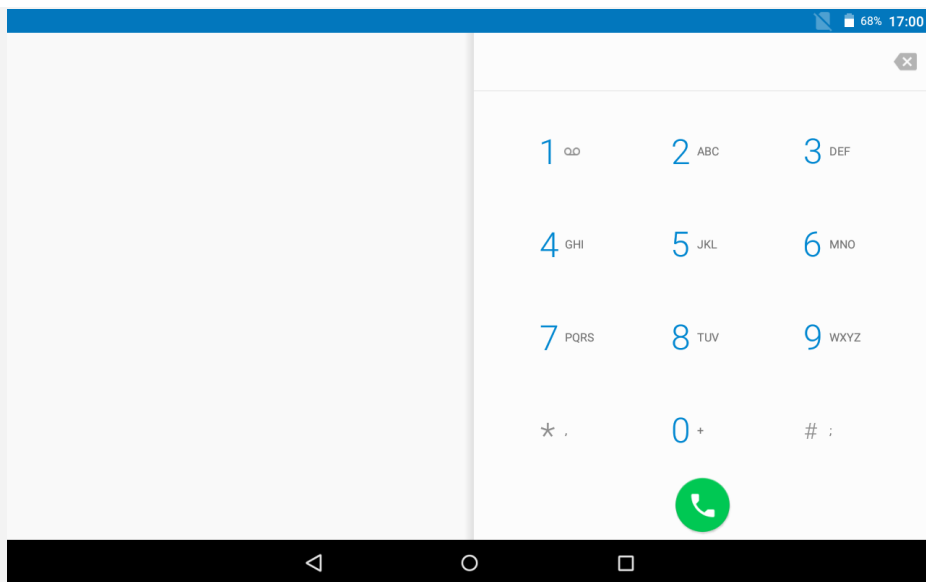 68% 17:00
1 2 ABC 3 DEF
4 GHI 5 JKL 6 MNO
7 PQRS 8 TUV 9 WXYZ
* , 0 + # ;